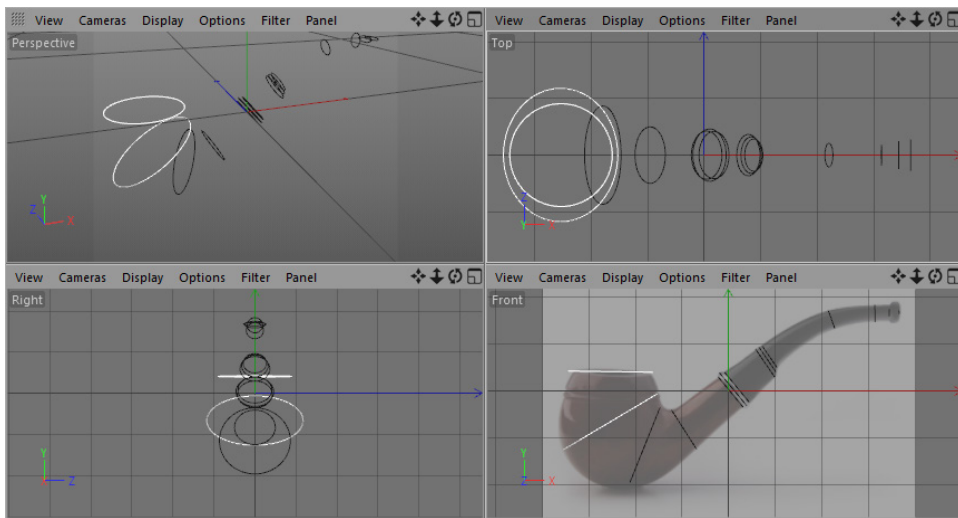 View Cameras Display Options Filter Panel
Perspective
Y
Z X
View Cameras Display Options Filter Panel
Top
Z
Y X
View Cameras Display Options Filter Panel
Right
Y
X Z
View Cameras Display Options Filter Panel
Front
Y
Z X